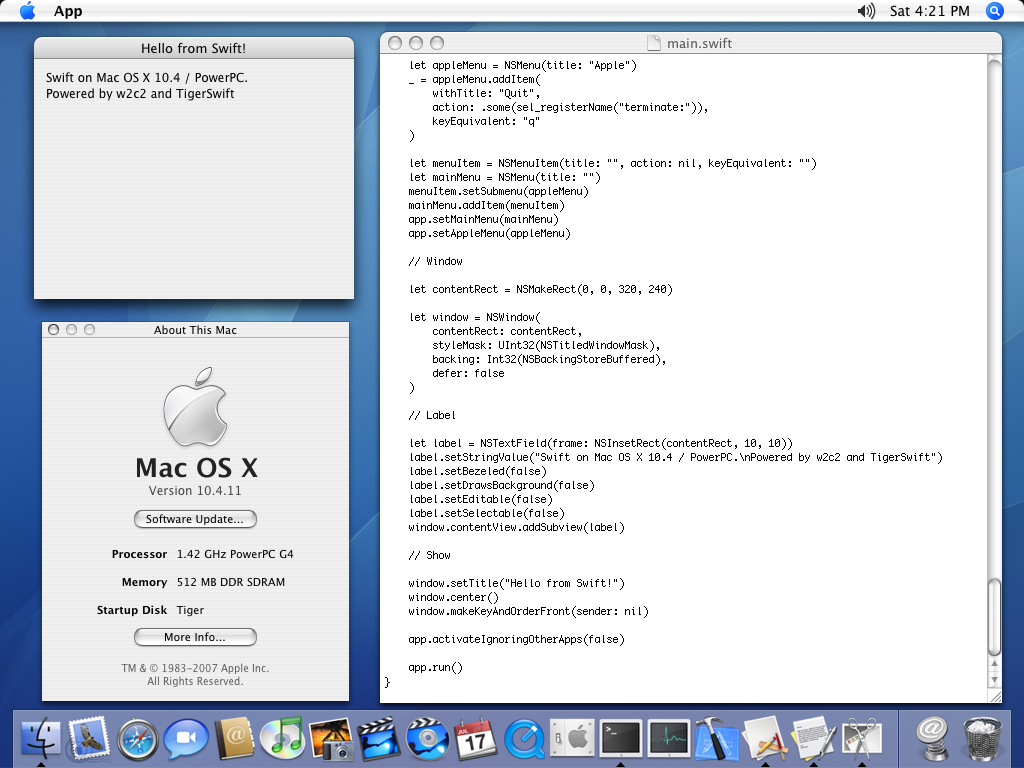 App
Sat 4:21 PM
Hello from Swift!
Swift on Mac OS X 10.4 / PowerPC.
Powered by w2c2 and TigerSwift
About This Mac
Mac OS X
Version 10.4.11
Software Update...
Processor 1.42 GHz PowerPC G4
Memory 512 MB DDR SDRAM
Startup Disk Tiger
More Info...
TM & © 1983-2007 Apple Inc.
All Rights Reserved.
main.swift
let appleMenu = NSMenu(title: "Apple")
_ = appleMenu.addItem(
withTitle: "Quit",
action: .some(sel_registerName("terminate:")),
keyEquivalent: "q"
)
let menuItem = NSMenuItem(title: "", action: nil, keyEquivalent: "")
let mainMenu = NSMenu(title: "")
menuItem.setSubmenu(appleMenu)
mainMenu.addItem(menuItem)
app.setMainMenu(mainMenu)
app.setAppleMenu(appleMenu)
// Window
let contentRect = NSMakeRect(0, 0, 320, 240)
let window = NSWindow(
contentRect: contentRect,
styleMask: UInt32(NSTitledWindowMask),
backing: Int32(NSBackingStoreBuffered),
defer: false
)
// Label
let label = NSTextField(frame: NSInsetRect(contentRect, 10, 10))
label.setStringValue("Swift on Mac OS X 10.4 / PowerPC.\nPowered by w2c2 and TigerSwift")
label.setBezeled(false)
label.setDrawsBackground(false)
label.setEditable(false)
label.setSelectable(false)
window.contentView.addSubview(label)
// Show
window.setTitle("Hello from Swift!")
window.center()
window.makeKeyAndOrderFront(sender: nil)
app.activateIgnoringOtherApps(false)
app.run()
}
JUL
17